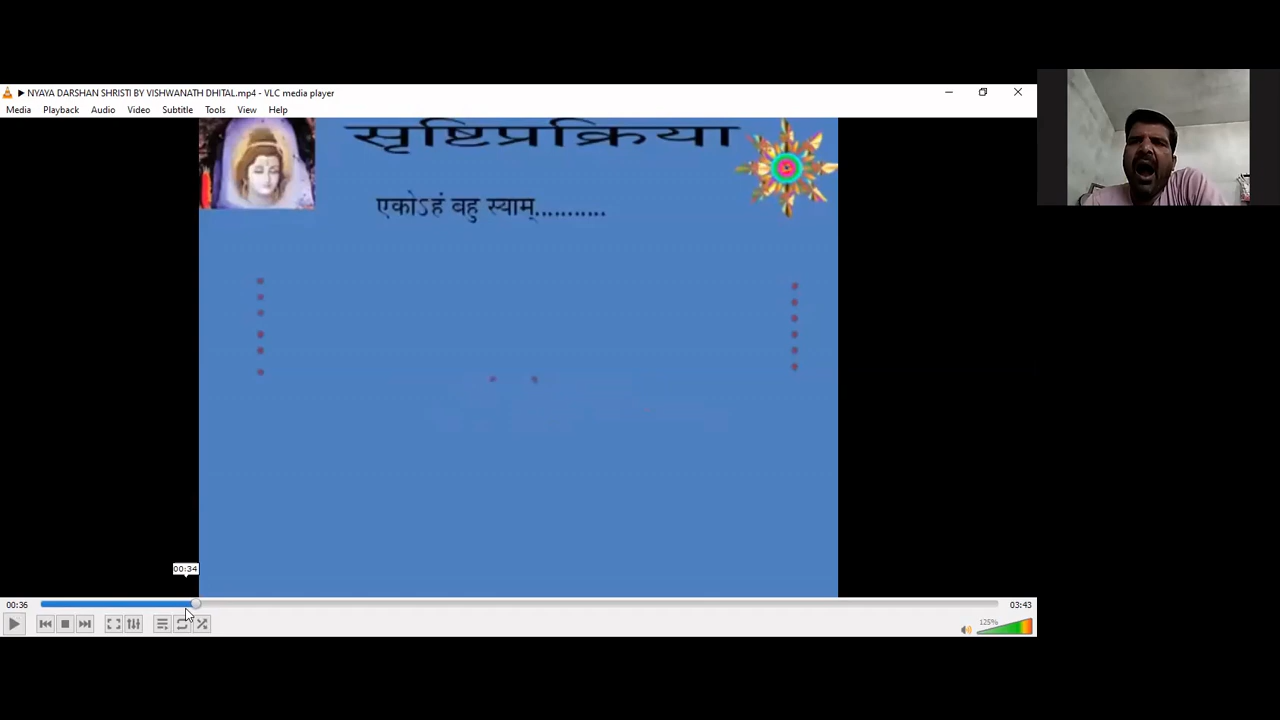 ▶ NYAYA DARSHAN SHRISTI BY VISHWANATH DHITAL.mp4 - VLC media player
Media Playback Audio Video Subtitle Tools View Help
सृष्टिप्रक्रिया
एकोऽहं बहु स्याम्...........
00:34
00:36
03:43
125%